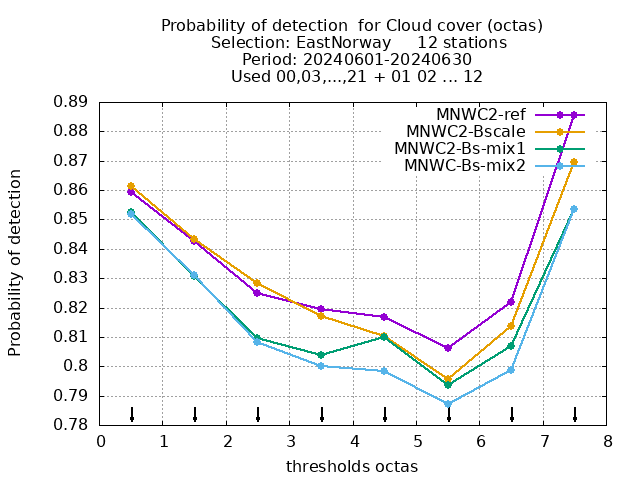 Probability of detection  for Cloud cover (octas)
Selection: EastNorway     12 stations
Period: 20240601-20240630
Used 00,03,...,21 + 01 02 ... 12
MNWC2-ref
MNWC2-Bscale
MNWC2-Bs-mix1
MNWC-Bs-mix2
Probability of detection
0.89
0.88
0.87
0.86
0.85
0.84
0.83
0.82
0.81
0.8
0.79
0.78
0 1 2 3 4 5 6 7 8
thresholds octas